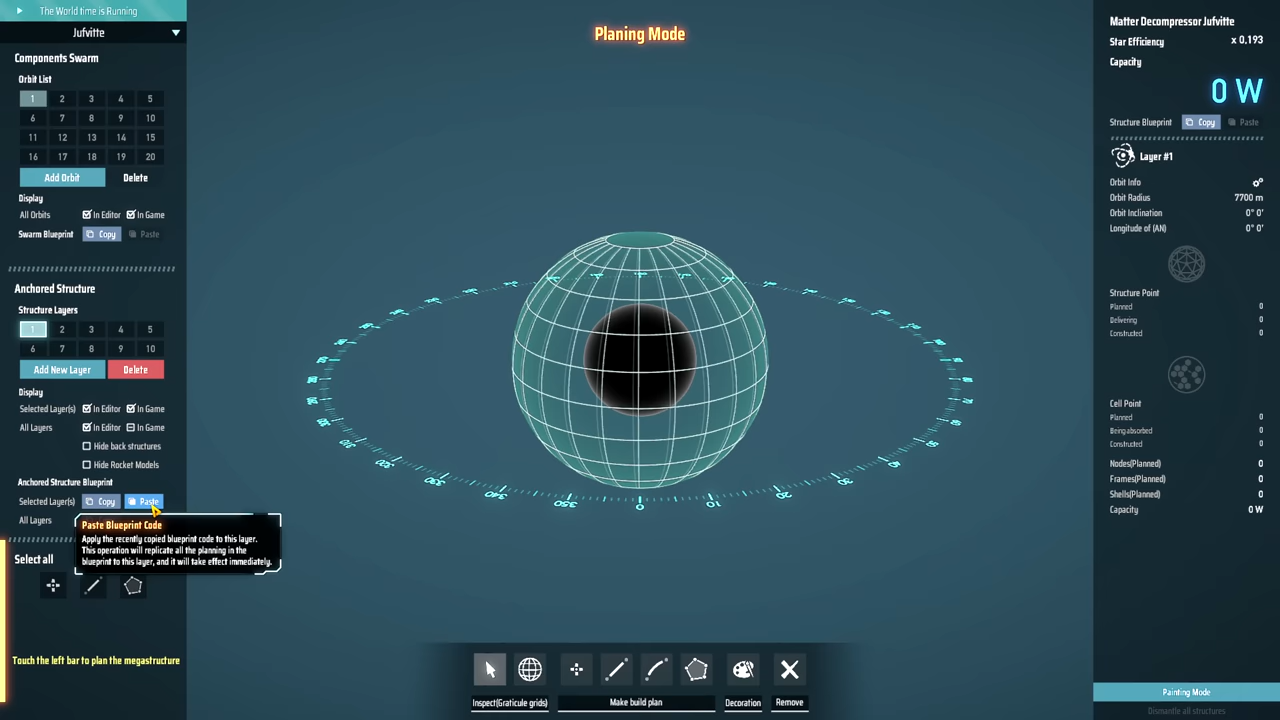 The World time is Running
Jufvitte
Components Swarm
Orbit List
1 2 3 4 5
6 7 8 9 10
11 12 13 14 15
16 17 18 19 20
Add Orbit Delete
Display
All Orbits In Editor In Game
Swarm Blueprint Copy Paste
Anchored Structure
Structure Layers
1 2 3 4 5
6 7 8 9 10
Add New Layer Delete
Display
Selected Layer(s) In Editor In Game
All Layers In Editor In Game
Hide back structures
Hide Rocket Models
Anchored Structure Blueprint
Selected Layer(s) Copy Paste
All Layers
Paste Blueprint Code
Apply the recently copied blueprint code to this layer.
This operation will replicate all the planning in the
blueprint to this layer, and it will take effect immediately.
Select all
Touch the left bar to plan the megastructure
Planing Mode
350 0 10
Inspect(Graticule grids) Make build plan Decoration Remove
Matter Decompressor Jufvitte
Star Efficiency x 0.193
Capacity
0 W
Structure Blueprint Copy Paste
Layer #1
Orbit Info
Orbit Radius 7700 m
Orbit Inclination 0° 0'
Longitude of (AN) 0° 0'
Structure Point
Planned 0
Delivering 0
Constructed 0
Cell Point
Planned 0
Being absorbed 0
Constructed 0
Nodes(Planned) 0
Frames(Planned) 0
Shells(Planned) 0
Capacity 0 W
Painting Mode
Dismantle all structures